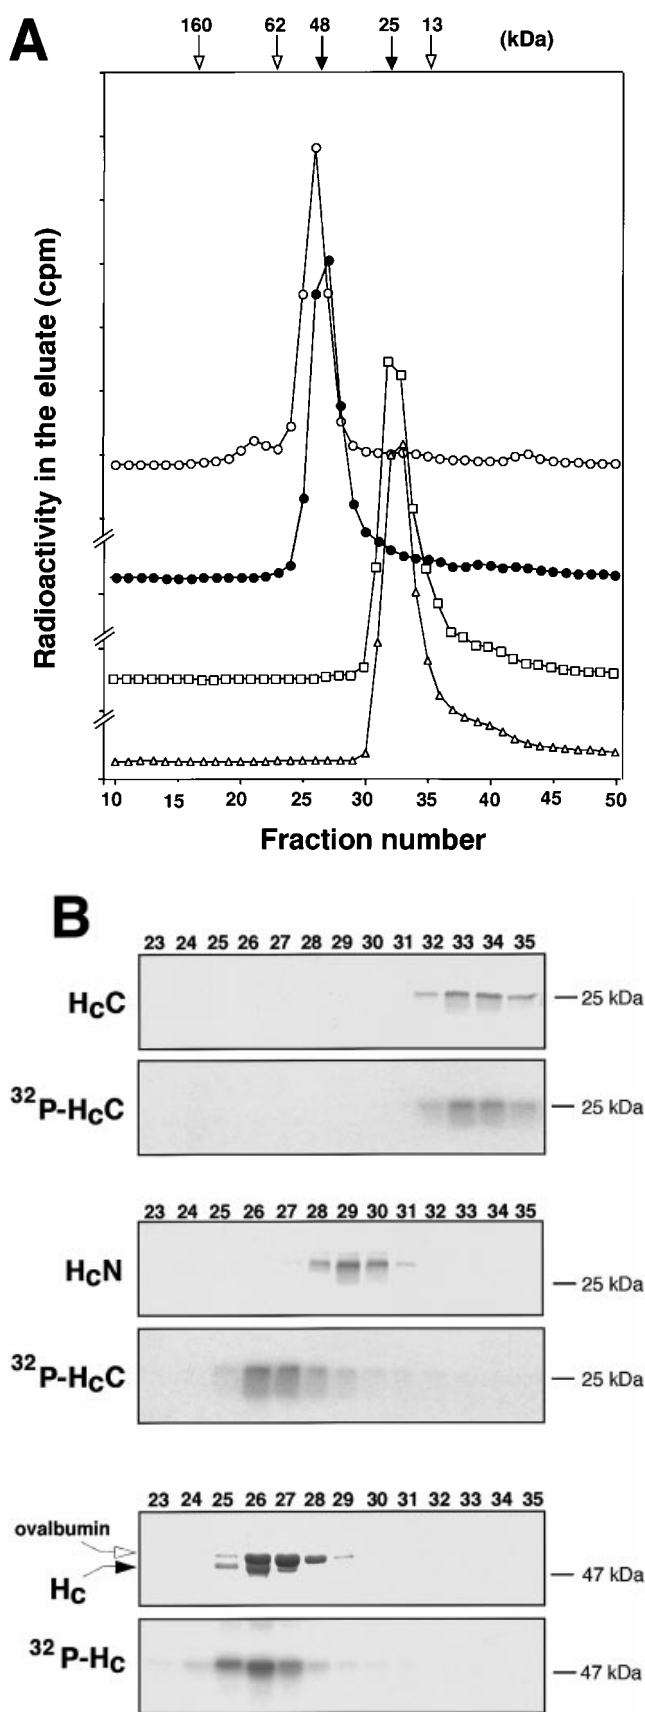 A
160 62 48 25 13 (kDa)
Radioactivity in the eluate (cpm)
10 15 20 25 30 35 40 45 50
Fraction number
B
23 24 25 26 27 28 29 30 31 32 33 34 35
HCC
25 kDa
32P-HCC
25 kDa
23 24 25 26 27 28 29 30 31 32 33 34 35
HCN
25 kDa
32P-HCC
25 kDa
23 24 25 26 27 28 29 30 31 32 33 34 35
ovalbumin
HC
47 kDa
32P-HC
47 kDa